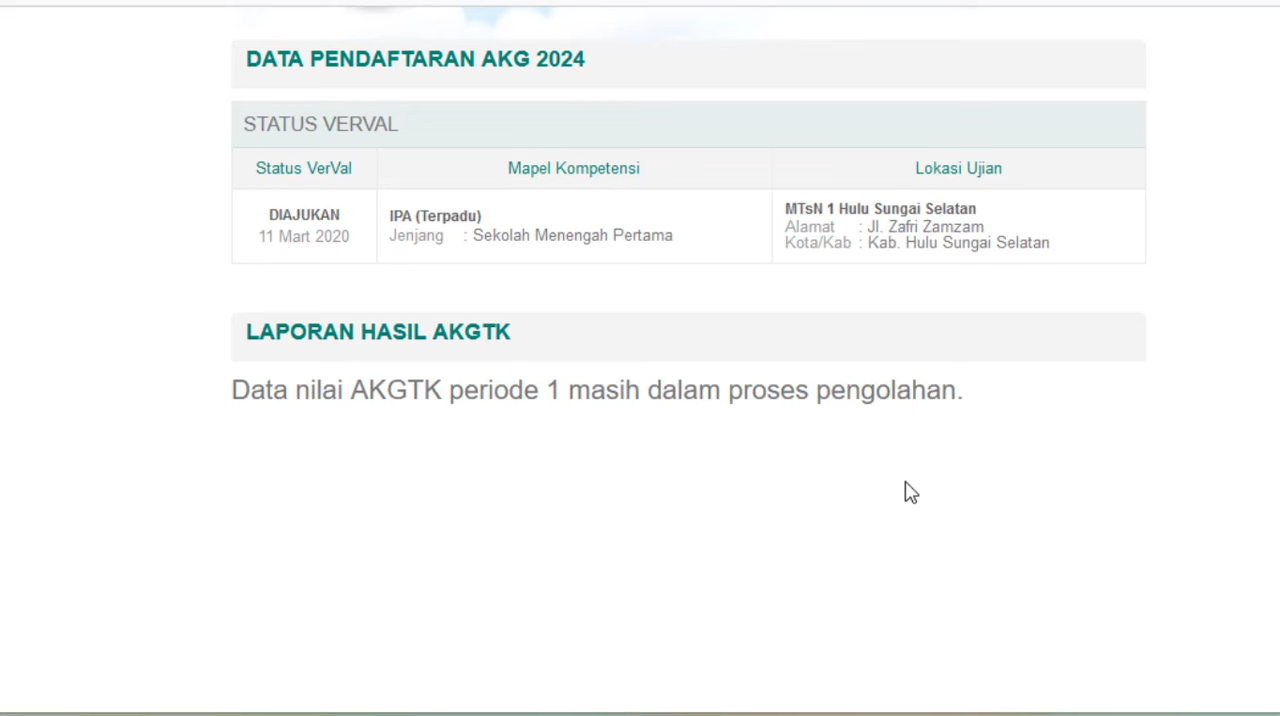 DATA PENDAFTARAN AKG 2024
STATUS VERVAL
Status VerVal
Mapel Kompetensi
Lokasi Ujian
DIAJUKAN
11 Mart 2020
IPA (Terpadu)
Jenjang : Sekolah Menengah Pertama
MTsN 1 Hulu Sungai Selatan
Alamat : Jl. Zafri Zamzam
Kota/Kab : Kab. Hulu Sungai Selatan
LAPORAN HASIL AKGTK
Data nilai AKGTK periode 1 masih dalam proses pengolahan.